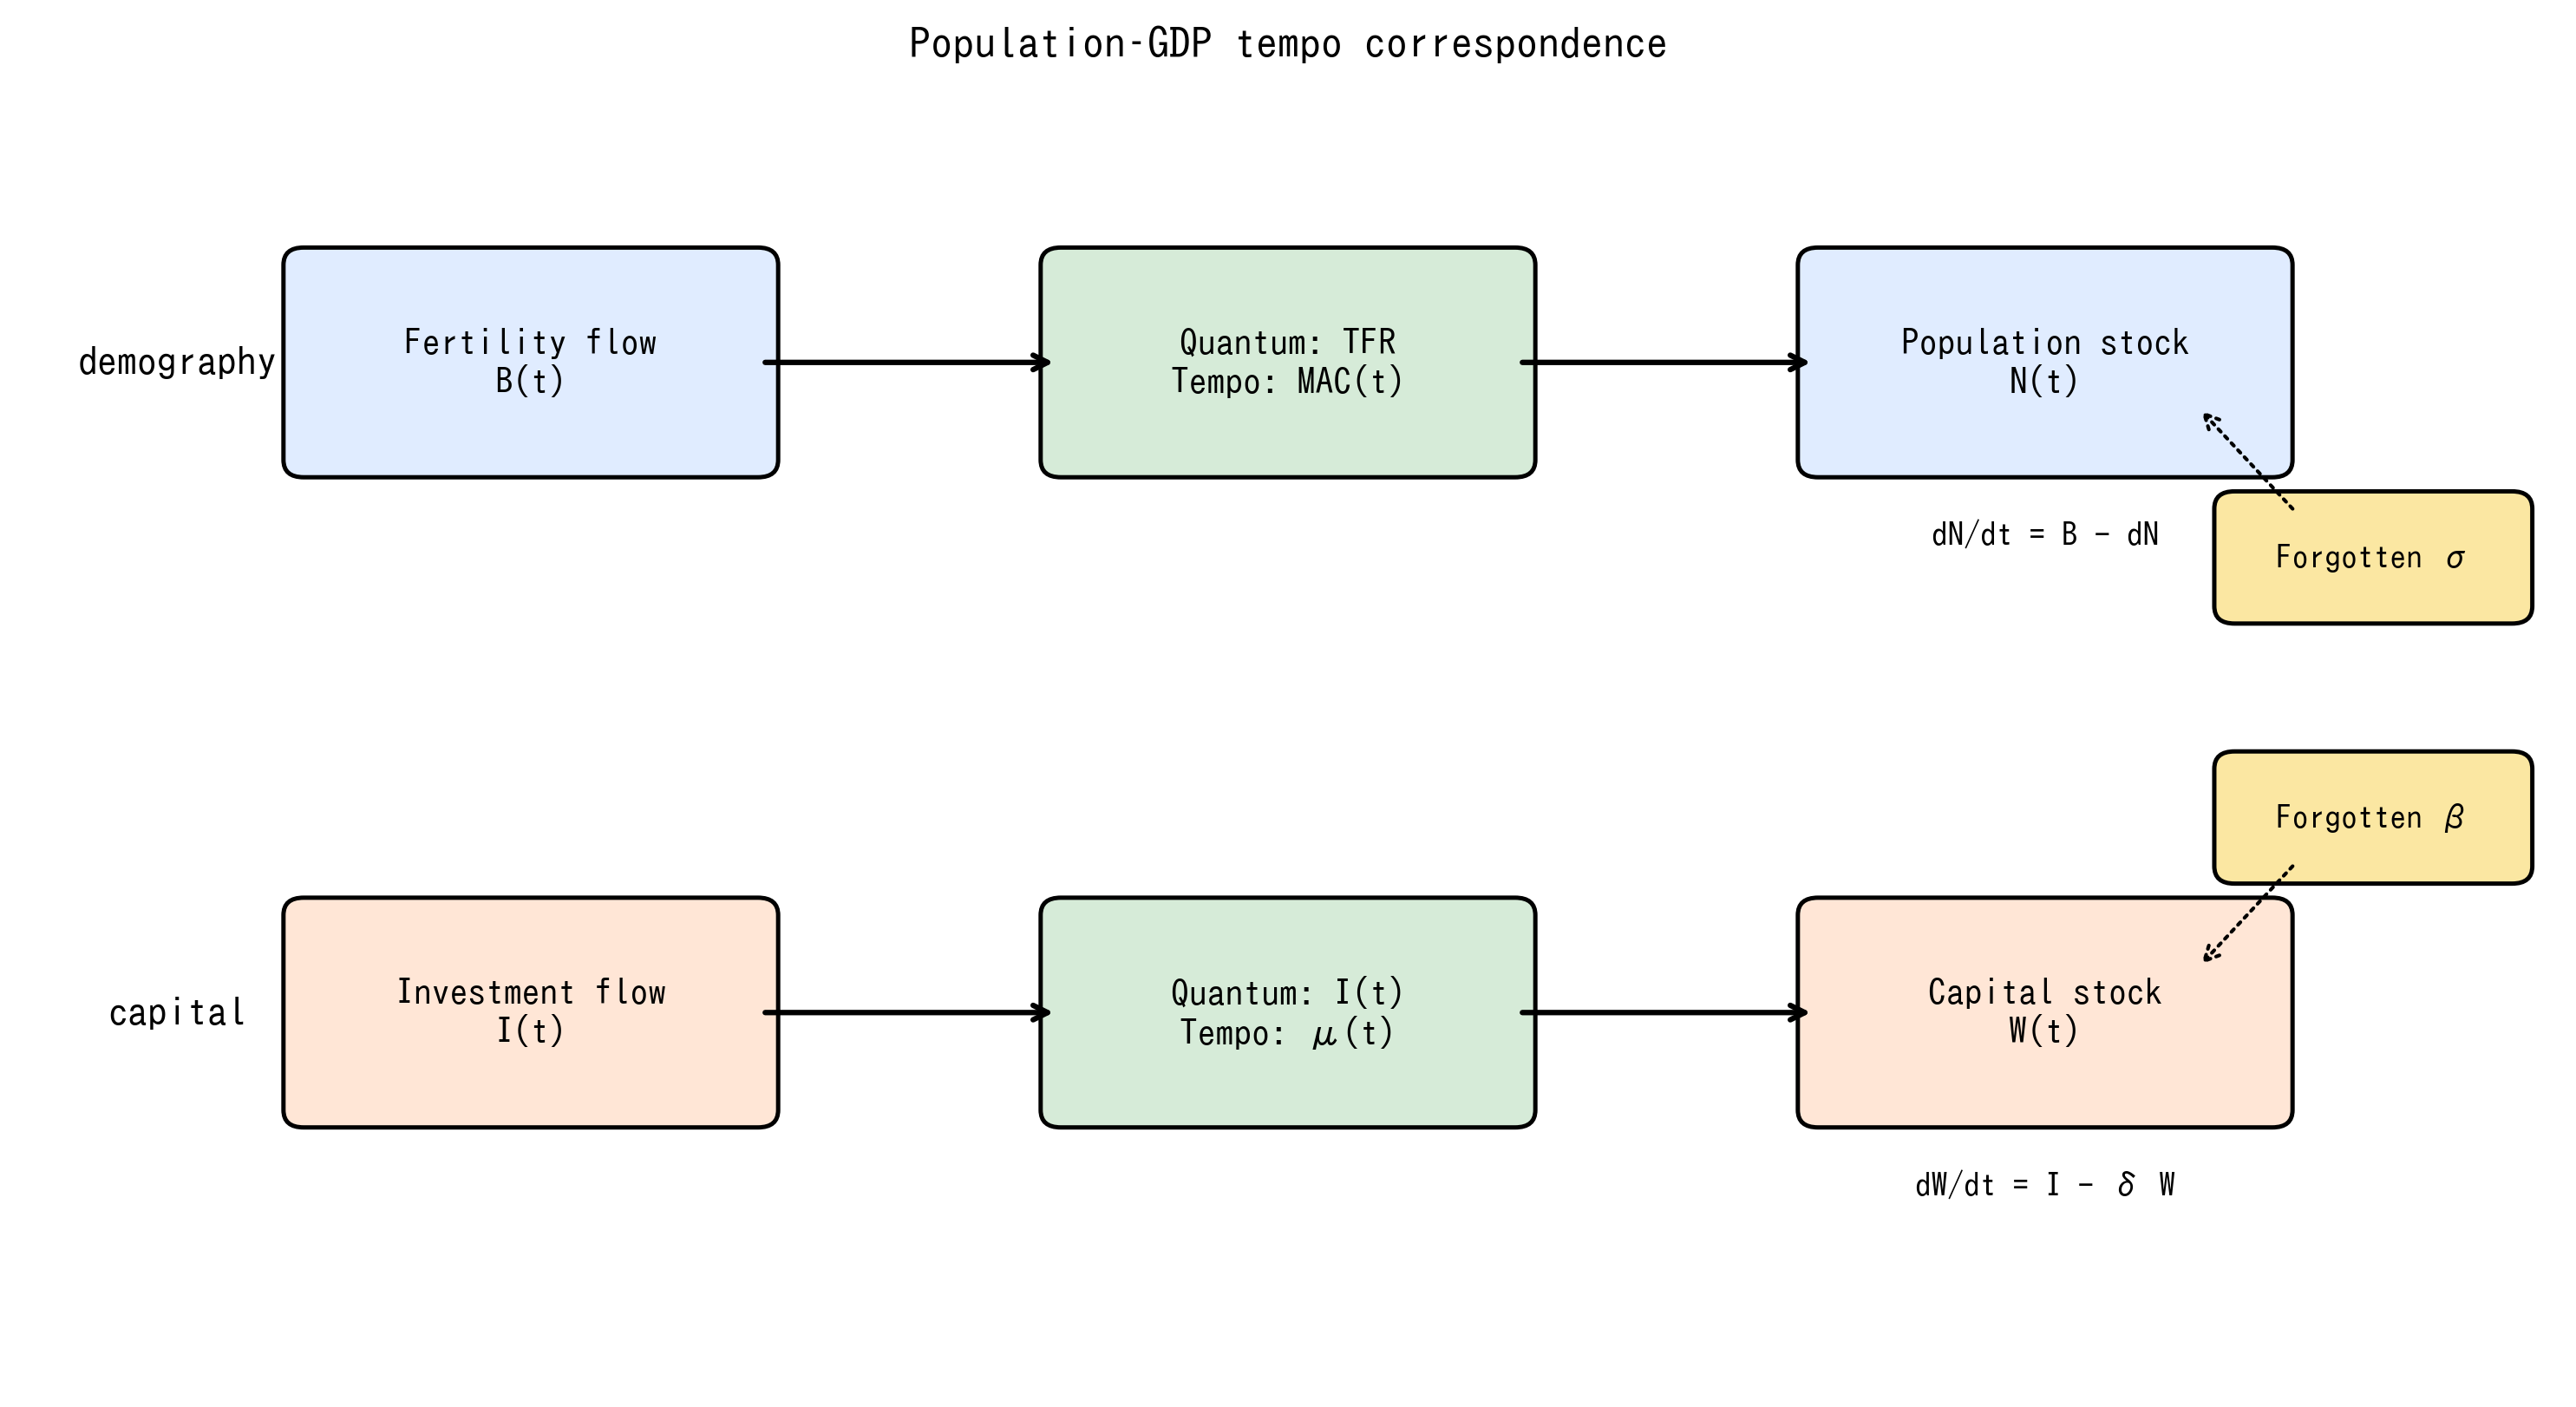 Population-GDP tempo correspondence
demography
Fertility flow
B(t)
Quantum: TFR
Tempo: MAC(t)
Population stock
N(t)
dN/dt = B − dN
Forgotten σ
Forgotten β
capital
Investment flow
I(t)
Quantum: I(t)
Tempo: μ(t)
Capital stock
W(t)
dW/dt = I − δ W